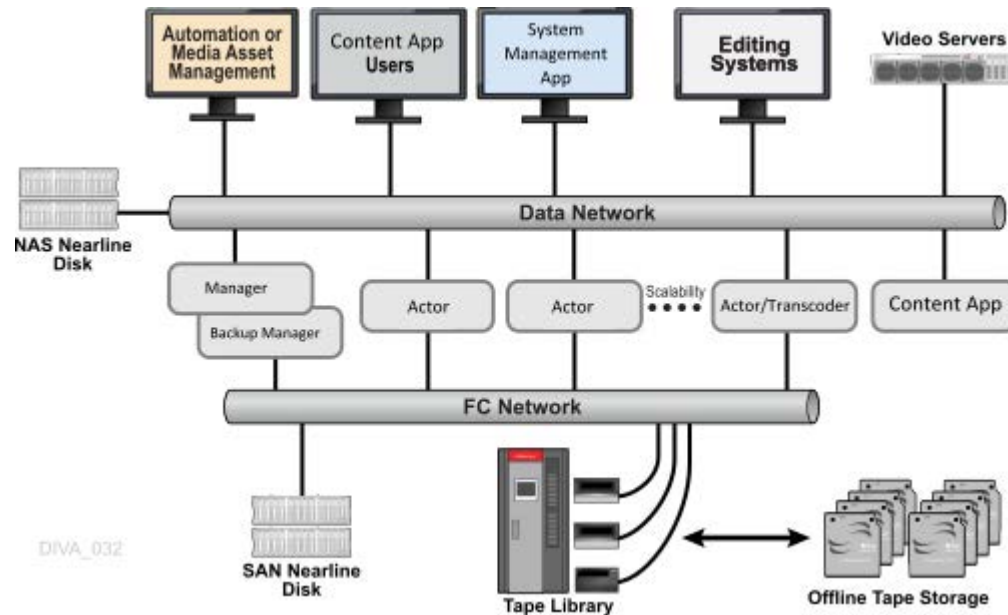 Automation or
Media Asset
Management
Content App
Users
System
Management
App
Editing
Systems
Video Servers
Data Network
NAS Nearline
Disk
Manager
Backup Manager
Actor
Actor
Scalability
Actor/Transcoder
Content App
FC Network
DIVA_032
SAN Nearline
Disk
Tape Library
Offline Tape Storage